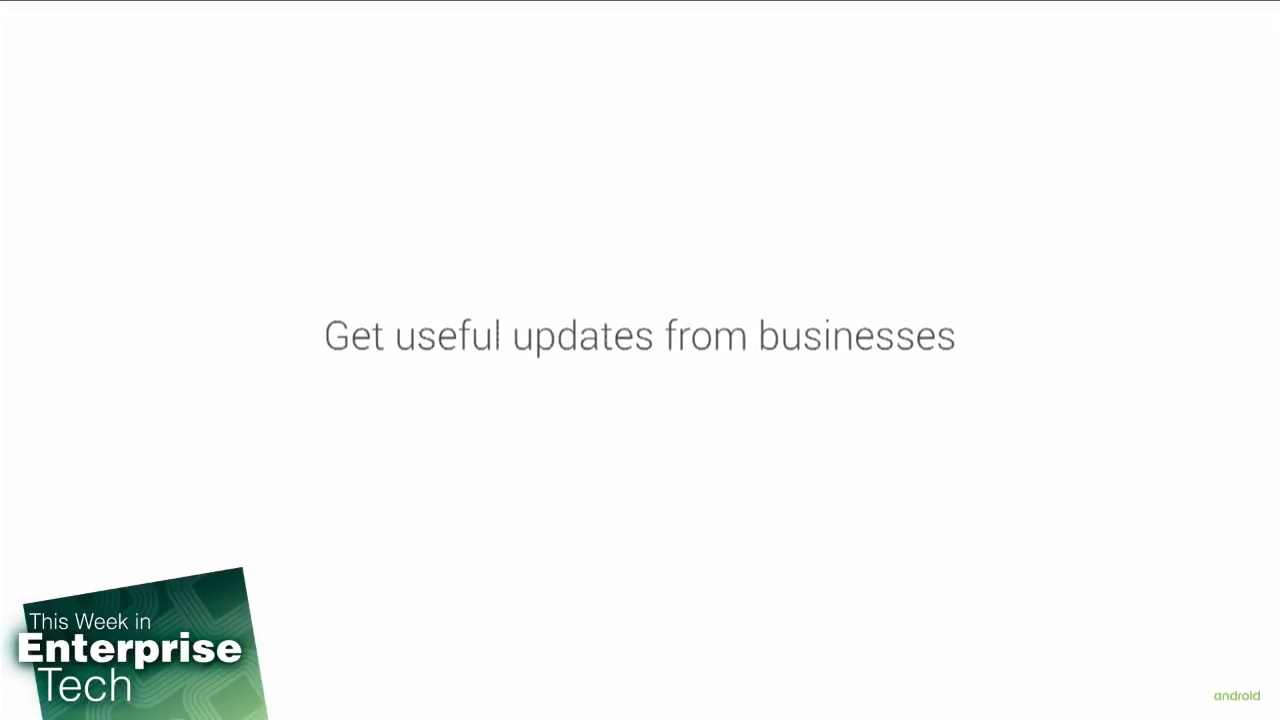 Get useful updates from businesses
This Week in
Enterprise
Tech
android